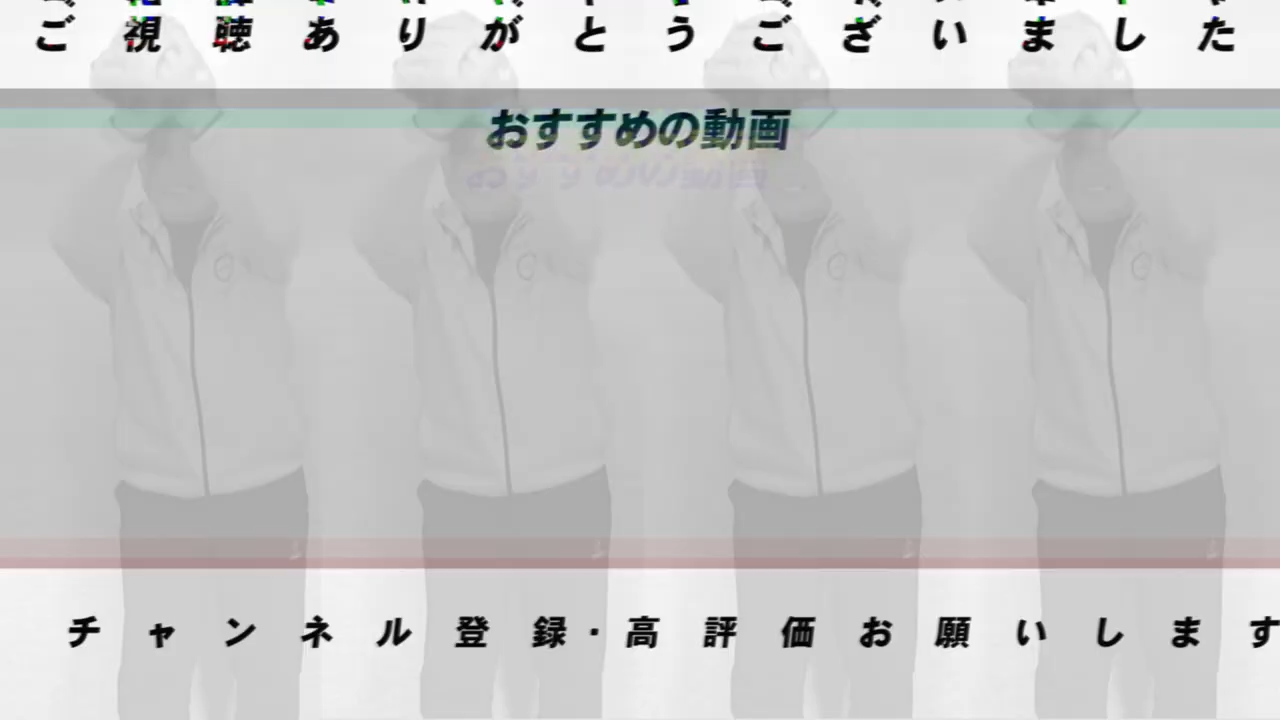 ご視聴ありがとうございました
おすすめの動画
チャンネル登録・高評価お願いします